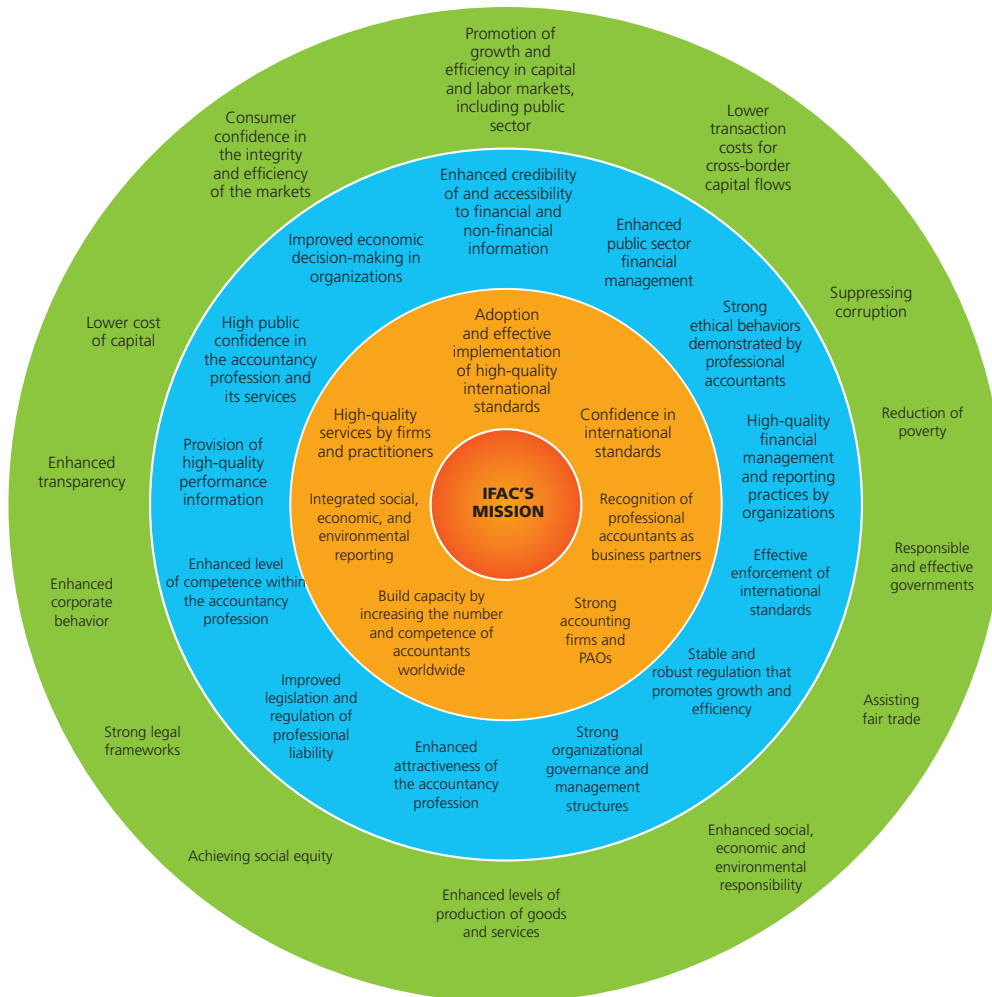 Promotion of
growth and
efficiency in capital
and labor markets,
including public
sector
Lower
transaction
costs for
cross-border
capital flows
Suppressing
corruption
Reduction of
poverty
Responsible
and effective
governments
Assisting
fair trade
Enhanced social,
economic and
environmental
responsibility
Enhanced levels of
production of goods
and services
Achieving social equity
Strong legal
frameworks
Enhanced
corporate
behavior
Enhanced
transparency
Lower cost
of capital
Consumer
confidence in
the integrity
and efficiency
of the markets
Enhanced credibility
of and accessibility
to financial and
non-financial
information
Enhanced
public sector
financial
management
Strong
ethical behaviors
demonstrated by
professional
accountants
High-quality
financial
management
and reporting
practices by
organizations
Effective
enforcement of
international
standards
Stable and
robust regulation that
promotes growth and
efficiency
Strong
organizational
governance and
management
structures
Enhanced
attractiveness of
the accountancy
profession
Improved
legislation and
regulation of
professional
liability
Enhanced level
of competence within
the accountancy
profession
Provision of
high-quality
performance
information
High public
confidence in
the accountancy
profession and
its services
Improved economic
decision-making in
organizations
Adoption
and effective
implementation
of high-quality
international
standards
Confidence in
international
standards
Recognition of
professional
accountants as
business partners
Strong
accounting
firms and
PAOs
Build capacity by
increasing the number
and competence of
accountants
worldwide
Integrated social,
economic, and
environmental
reporting
High-quality
services by firms
and practitioners
IFAC'S
MISSION